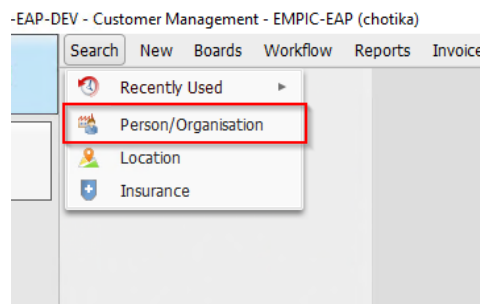 -EAP-DEV - Customer Management - EMPIC-EAP (chotika)
Search New Boards Workflow Reports Invoice
Recently Used
Person/Organisation
Location
Insurance